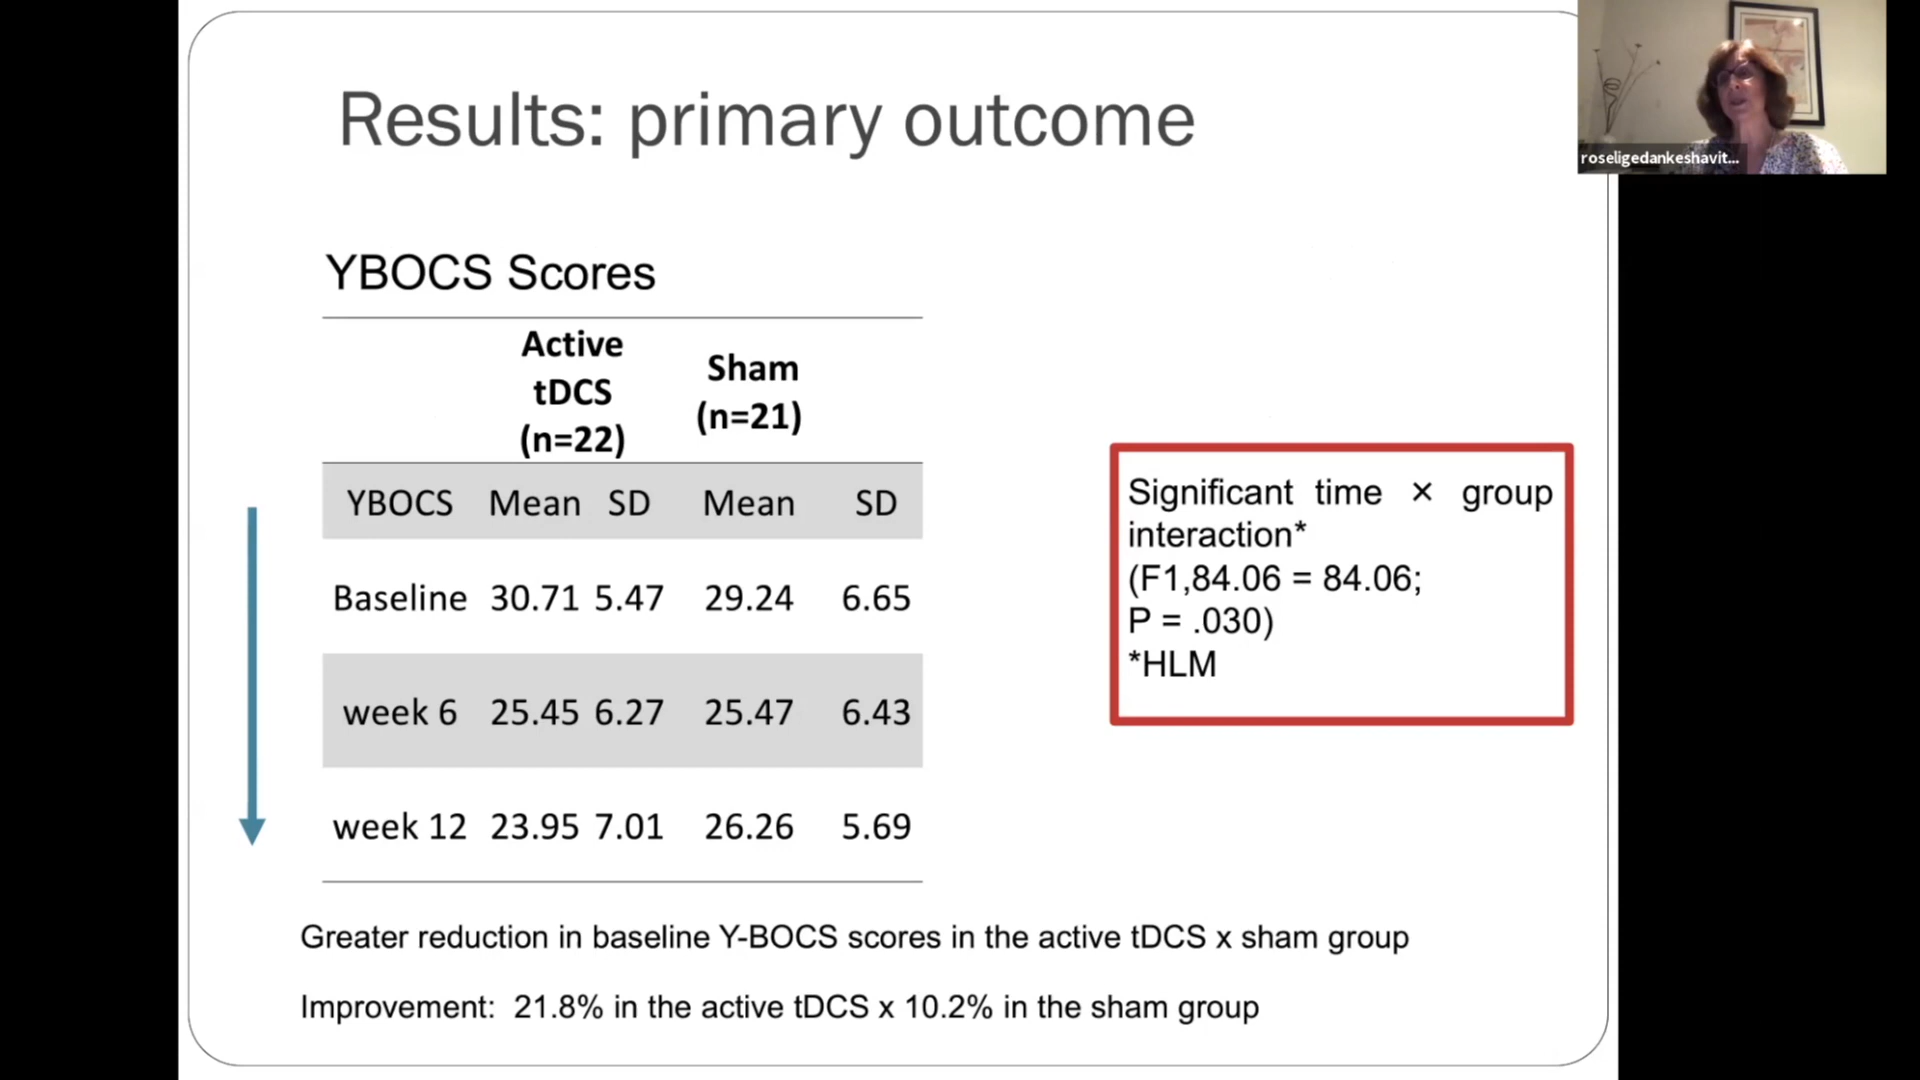 Results: primary outcome
roseligedankeshavit...
YBOCS Scores
Active
tDCS
(n=22)
Sham
(n=21)
YBOCS Mean SD Mean SD
Baseline 30.71 5.47 29.24 6.65
week 6 25.45 6.27 25.47 6.43
week 12 23.95 7.01 26.26 5.69
Significant time × group
interaction*
(F1,84.06 = 84.06;
P = .030)
*HLM
Greater reduction in baseline Y-BOCS scores in the active tDCS x sham group
Improvement: 21.8% in the active tDCS x 10.2% in the sham group